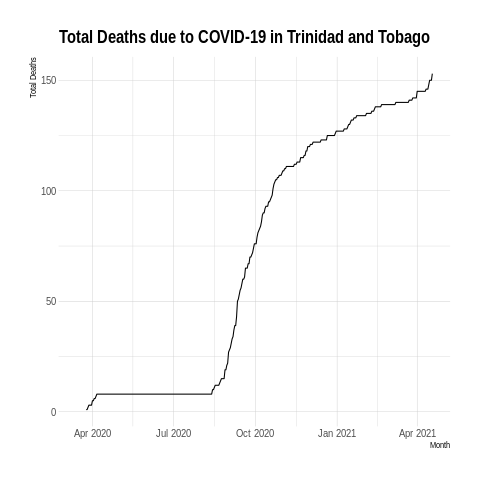 Total Deaths due to COVID-19 in Trinidad and Tobago
Total Deaths
150
100
50
0
Apr 2020 Jul 2020 Oct 2020 Jan 2021 Apr 2021
Month